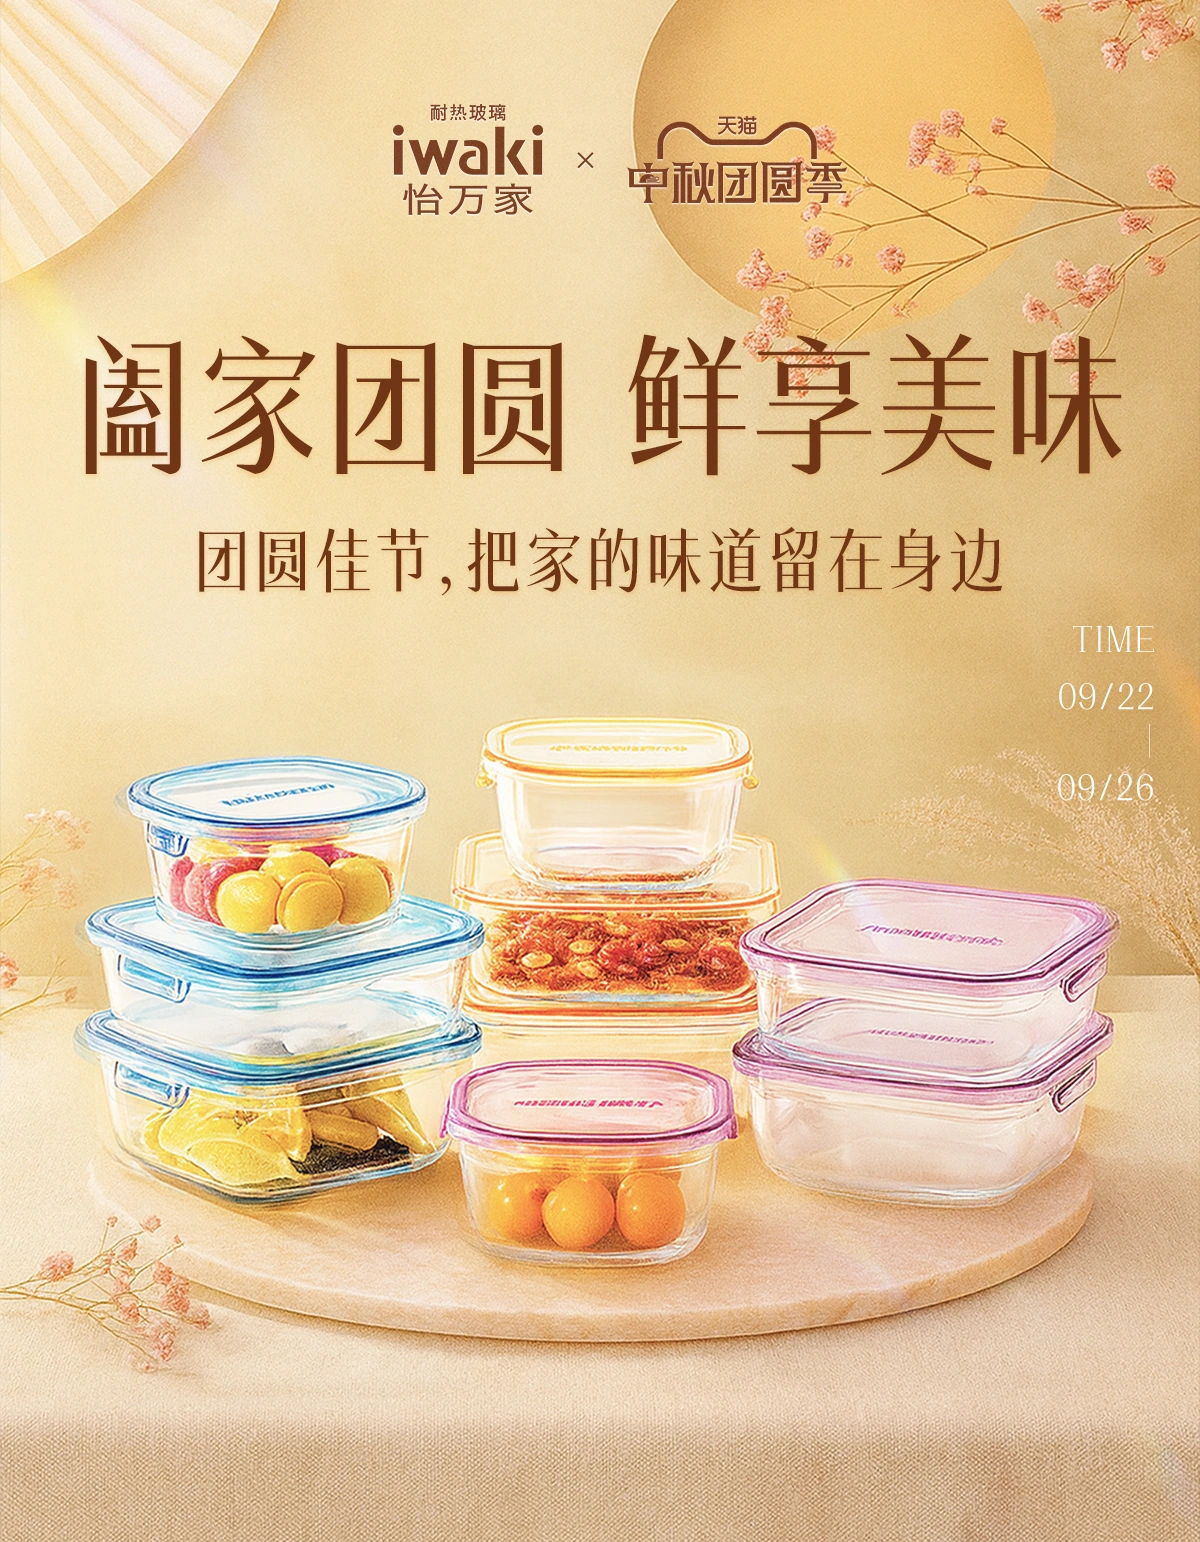 耐热玻璃
iwaki
怡万家
×
天猫
中秋团圆季
阖家团圆 鲜享美味
团圆佳节,把家的味道留在身边
TIME
09/22
09/26